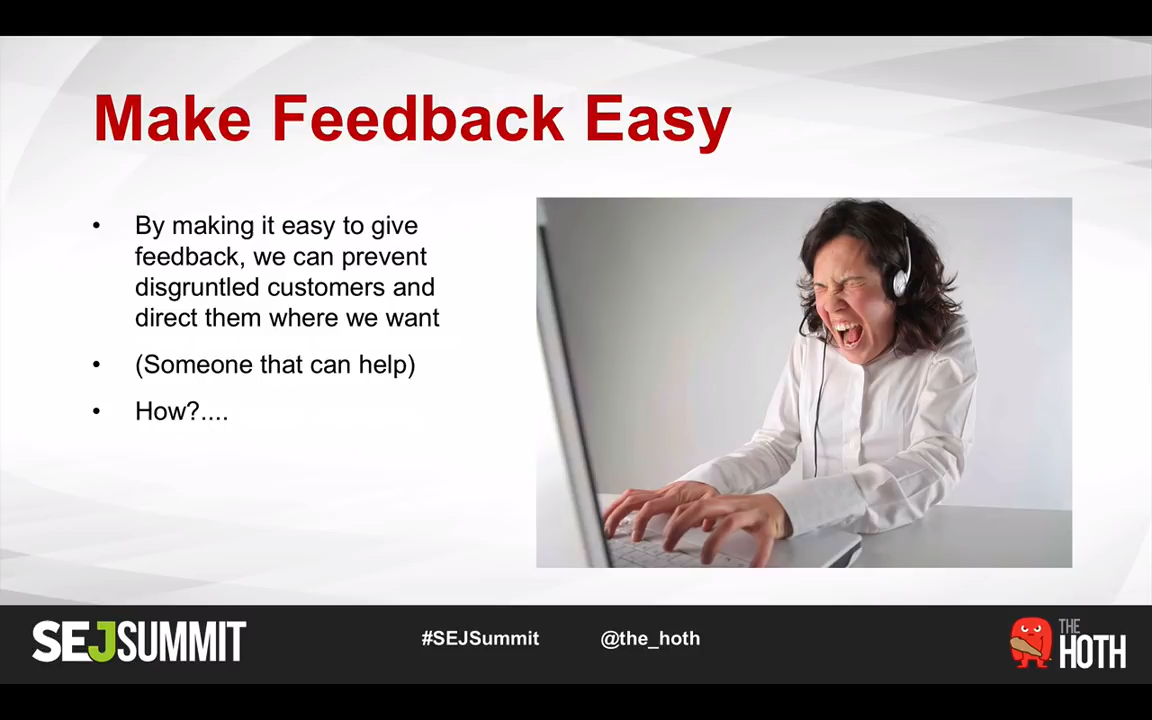 Make Feedback Easy
• By making it easy to give
feedback, we can prevent
disgruntled customers and
direct them where we want
• (Someone that can help)
• How?....
SEJSUMMIT
#SEJSummit
@the_hoth
THE
HOTH